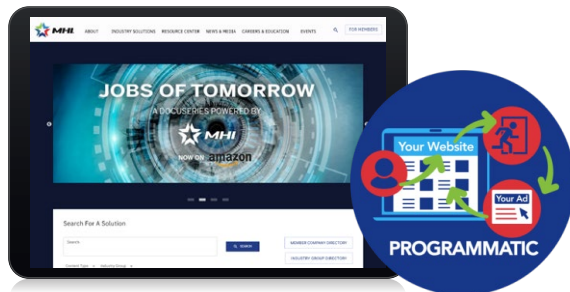 MHI
ABOUT INDUSTRY SOLUTIONS RESOURCE CENTER NEWS & MEDIA CAREERS & EDUCATION EVENTS FOR MEMBERS
JOBS OF TOMORROW
A DOCUSERIES POWERED BY
MHI
NOW ON amazon
Search For A Solution
Search
SEARCH
MEMBER COMPANY DIRECTORY
Content Type Industry Group
INDUSTRY GROUP DIRECTORY
Your Website
Your Ad
PROGRAMMATIC